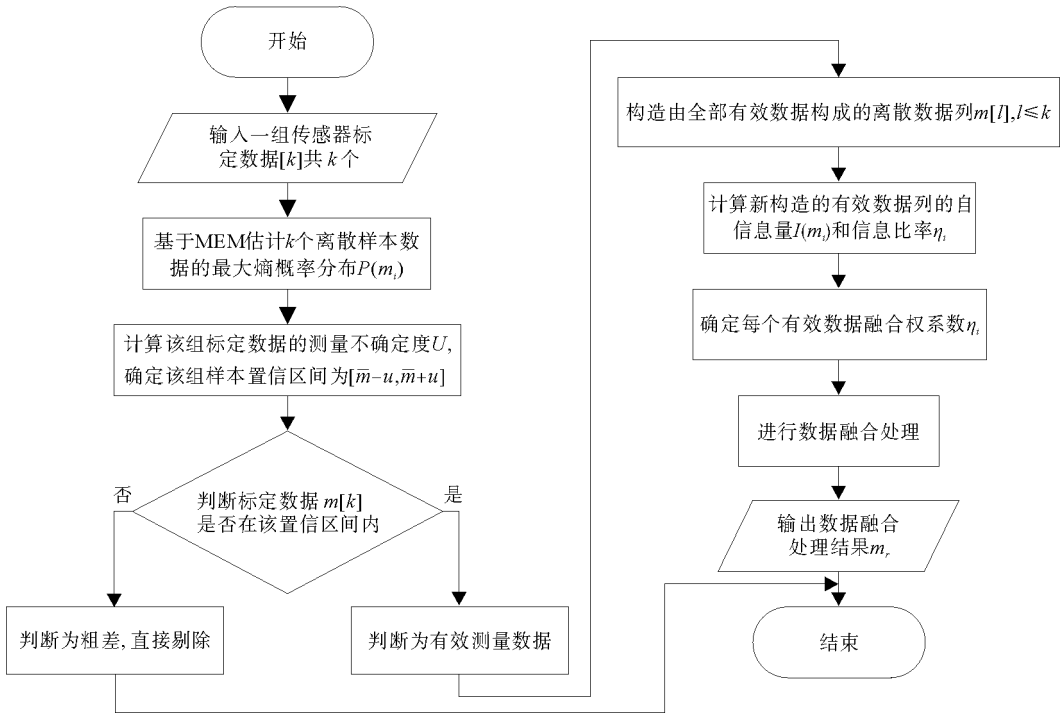 开始
输入一组传感器标
定数据[k]共 k 个
基于MEM估计k个离散样本数
据的最大熵概率分布P(mᵢ)
计算该组标定数据的测量不确定度U,
确定该组样本置信区间为[m̅−u,m̅+u]
判断标定数据 m[k]
是否在该置信区间内
否
是
判断为粗差,直接剔除
判断为有效测量数据
构造由全部有效数据构成的离散数据列m[l],l≤k
计算新构造的有效数据列的自
信息量I(mᵢ)和信息比率ηᵢ
确定每个有效数据融合权系数ηᵢ
进行数据融合处理
输出数据融合
处理结果mᵣ
结束